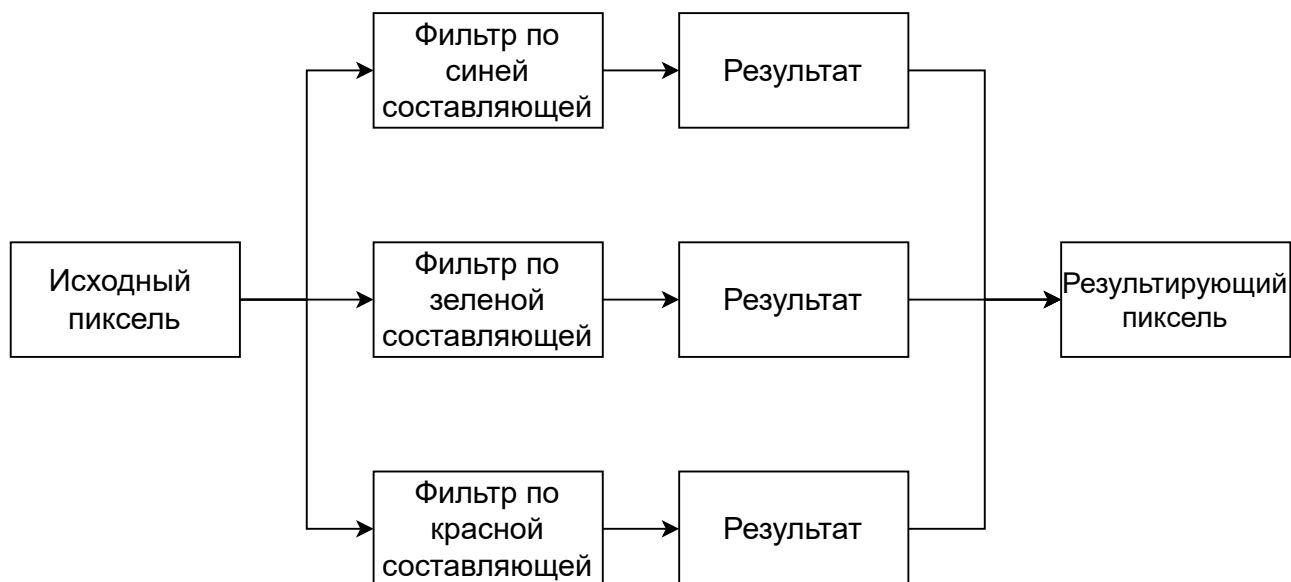 Фильтр по
синей
составляющей
Результат
Исходный
пиксель
Фильтр по
зеленой
составляющей
Результат
Результирующий
пиксель
Фильтр по
красной
составляющей
Результат